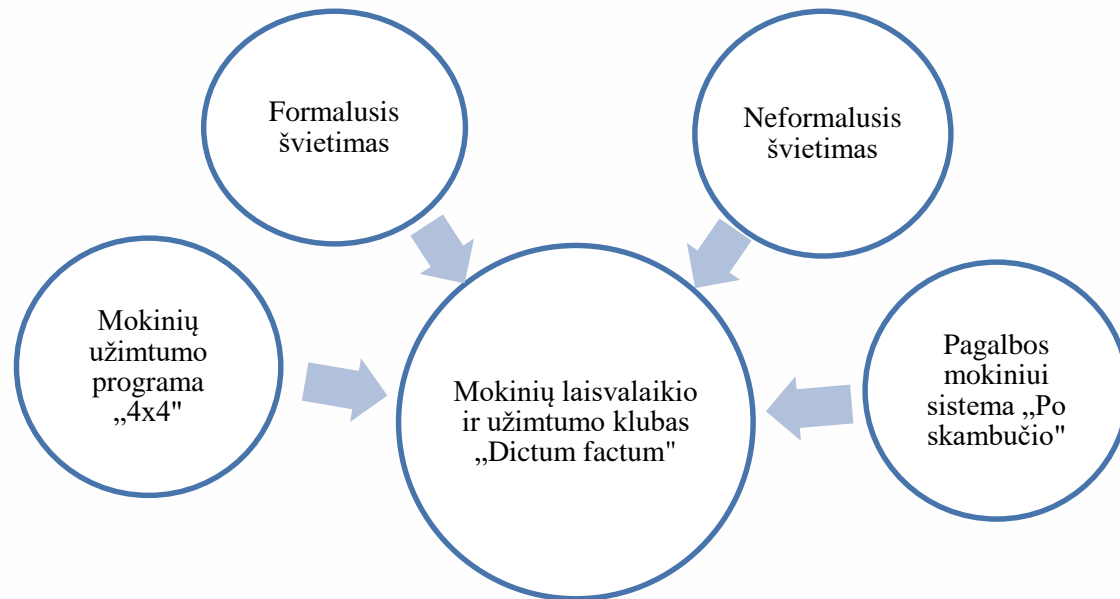 Formalusis
švietimas
Neformalusis
švietimas
Mokinių
užimtumo
programa
„4x4"
Mokinių laisvalaikio
ir užimtumo klubas
„Dictum factum"
Pagalbos
mokiniui
sistema „Po
skambučio"